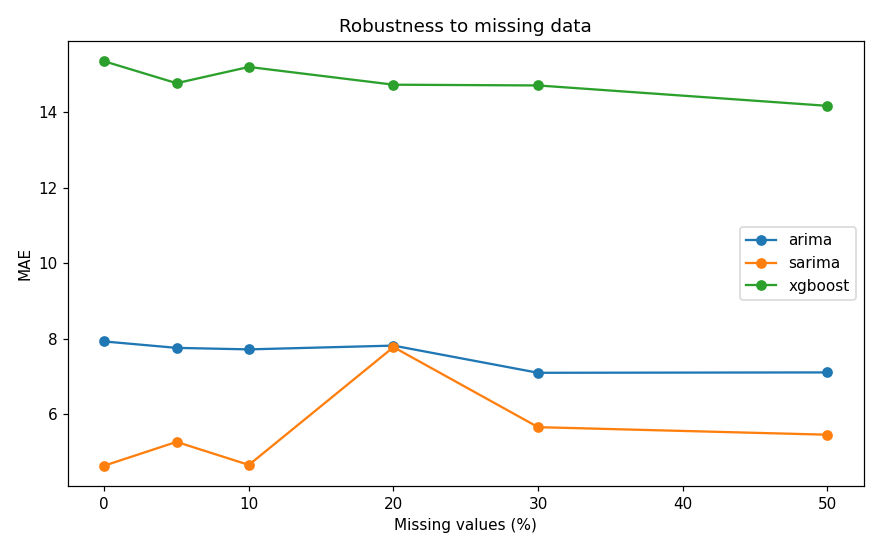 Robustness to missing data
14
12
10
8
6
MAE
arima
sarima
xgboost
0
10
20
30
40
50
Missing values (%)